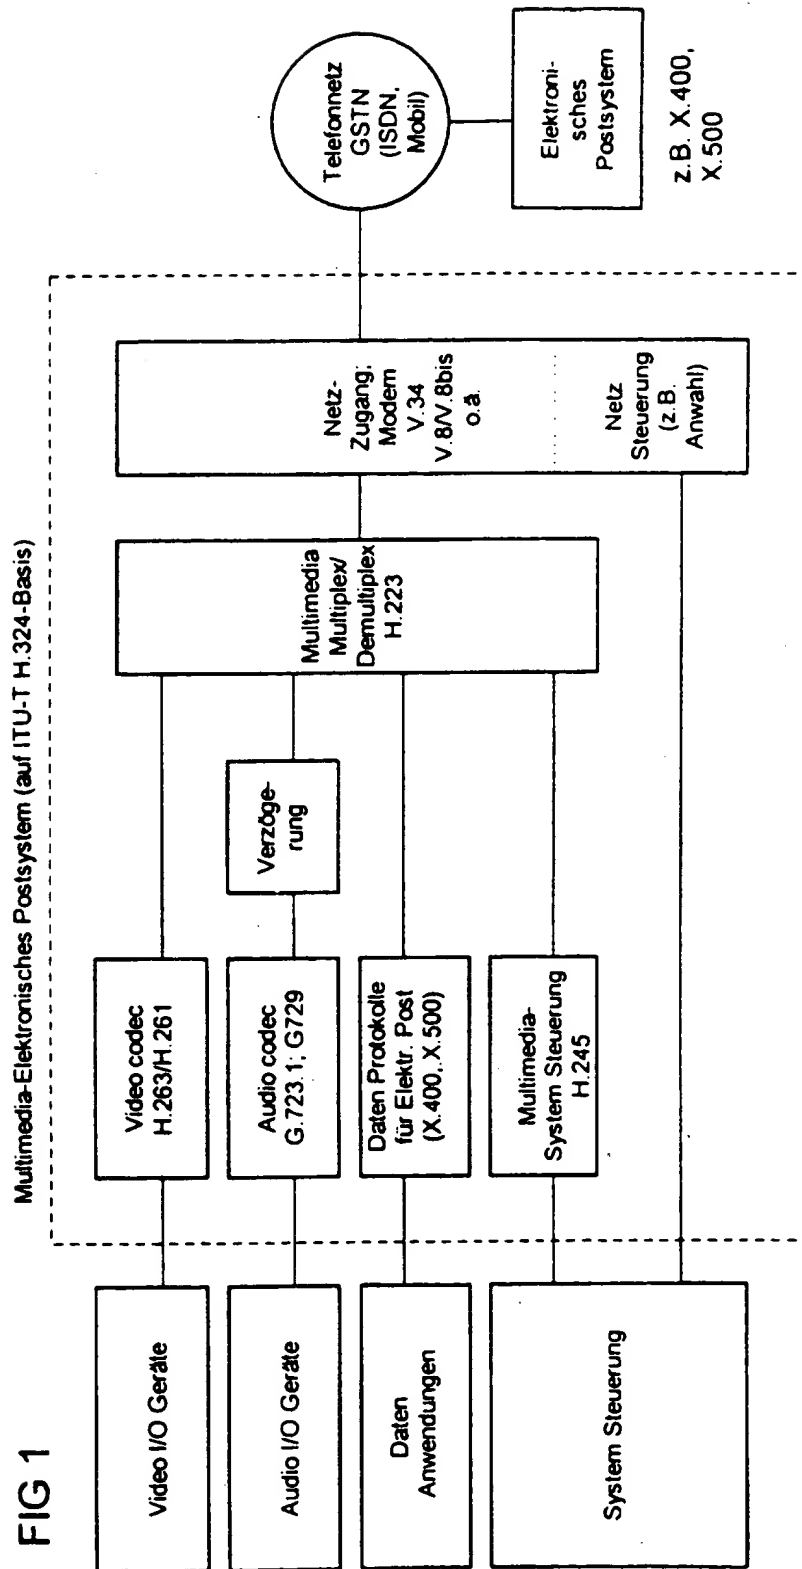 FIG 1
Multimedia-Elektronisches Postsystem (auf ITU-T H.324-Basis)
Video I/O Geräte
Audio I/O Geräte
Daten
Anwendungen
System Steuerung
Video codec
H.263/H.261
Audio codec
G.723.1; G729
Daten Protokolle
für Elektr. Post
(X.400, X.500)
Multimedia-
System Steuerung
H.245
Verzöge-
rung
Multimedia
Multiplex/
Demultiplex
H.223
Netz-
Zugang:
Modem
V.34
V.8/V.8bis
o.ä.
Netz
Steuerung
(z.B.
Anwahl)
Telefonnetz
GSTN
(ISDN,
Mobil)
Elektroni-
sches
Postsystem
z.B. X.400,
X.500